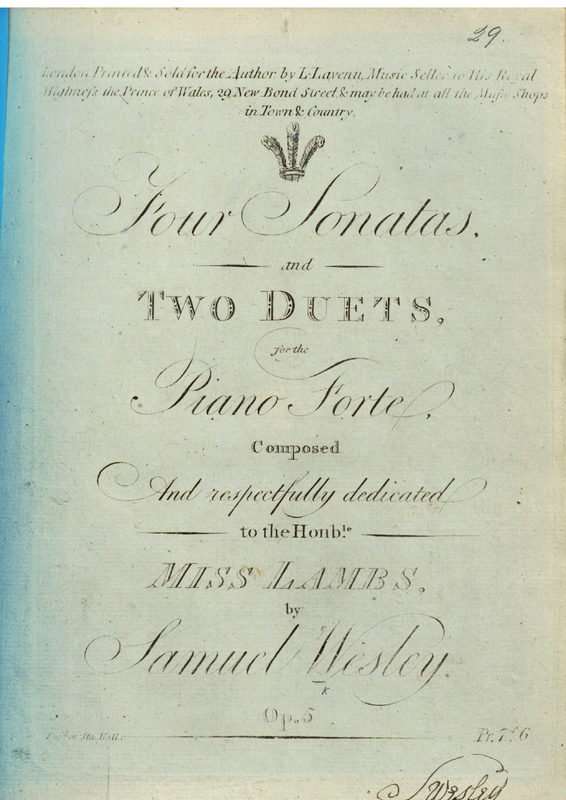 29.
London Printed & Sold for the Author by L. Lavenu, Music Seller to His Royal
Highness the Prince of Wales, 29 New Bond Street, & may be had at all the Music Shops
in Town & Country.
Four Sonatas,
and
TWO DUETS,
for the
Piano Forte,
Composed
And respectfully dedicated
to the Honb.le
MISS LAMBS,
by
Samuel Wesley.
k
Op. 5
Sta. Hall. Pr. 7s. 6
S Wesley